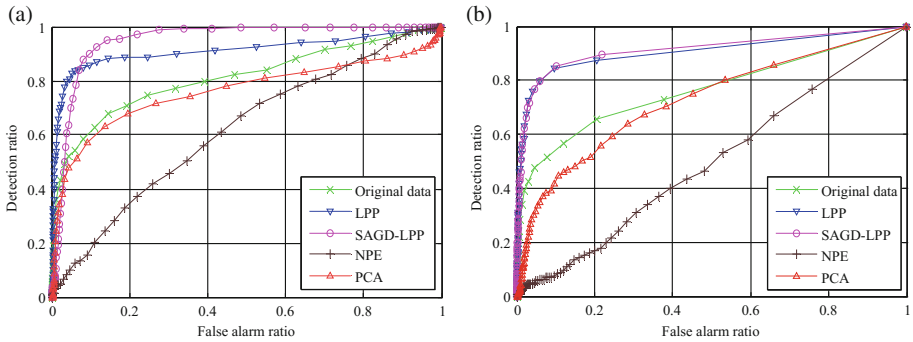 (a)
1
0.8
0.6
0.4
0.2
0
Detection ratio
0 0.2 0.4 0.6 0.8 1
False alarm ratio
Original data
LPP
SAGD-LPP
NPE
PCA
(b)
1
0.8
0.6
0.4
0.2
0
Detection ratio
0 0.2 0.4 0.6 0.8 1
False alarm ratio
Original data
LPP
SAGD-LPP
NPE
PCA